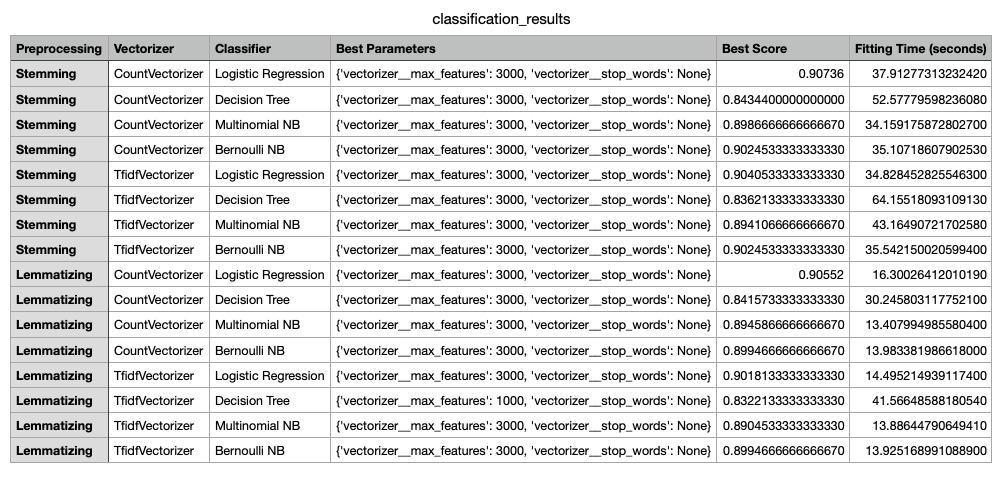 classification_results
Preprocessing Vectorizer Classifier Best Parameters Best Score Fitting Time (seconds)
Stemming CountVectorizer Logistic Regression {'vectorizer__max_features': 3000, 'vectorizer__stop_words': None} 0.90736 37.91277313232420
Stemming CountVectorizer Decision Tree {'vectorizer__max_features': 3000, 'vectorizer__stop_words': None} 0.8434400000000000 52.57779598236080
Stemming CountVectorizer Multinomial NB {'vectorizer__max_features': 3000, 'vectorizer__stop_words': None} 0.8986666666666670 34.159175872802700
Stemming CountVectorizer Bernoulli NB {'vectorizer__max_features': 3000, 'vectorizer__stop_words': None} 0.9024533333333330 35.10718607902530
Stemming TfidfVectorizer Logistic Regression {'vectorizer__max_features': 3000, 'vectorizer__stop_words': None} 0.9040533333333330 34.828452825546300
Stemming TfidfVectorizer Decision Tree {'vectorizer__max_features': 3000, 'vectorizer__stop_words': None} 0.8362133333333330 64.15518093109130
Stemming TfidfVectorizer Multinomial NB {'vectorizer__max_features': 3000, 'vectorizer__stop_words': None} 0.8941066666666670 43.16490721702580
Stemming TfidfVectorizer Bernoulli NB {'vectorizer__max_features': 3000, 'vectorizer__stop_words': None} 0.9024533333333330 35.542150020599400
Lemmatizing CountVectorizer Logistic Regression {'vectorizer__max_features': 3000, 'vectorizer__stop_words': None} 0.90552 16.30026412010190
Lemmatizing CountVectorizer Decision Tree {'vectorizer__max_features': 3000, 'vectorizer__stop_words': None} 0.8415733333333330 30.245803117752100
Lemmatizing CountVectorizer Multinomial NB {'vectorizer__max_features': 3000, 'vectorizer__stop_words': None} 0.8945866666666670 13.407994985580400
Lemmatizing CountVectorizer Bernoulli NB {'vectorizer__max_features': 3000, 'vectorizer__stop_words': None} 0.8994666666666670 13.983381986618000
Lemmatizing TfidfVectorizer Logistic Regression {'vectorizer__max_features': 3000, 'vectorizer__stop_words': None} 0.9018133333333330 14.495214939117400
Lemmatizing TfidfVectorizer Decision Tree {'vectorizer__max_features': 1000, 'vectorizer__stop_words': None} 0.8322133333333330 41.56648588180540
Lemmatizing TfidfVectorizer Multinomial NB {'vectorizer__max_features': 3000, 'vectorizer__stop_words': None} 0.8904533333333330 13.88644790649410
Lemmatizing TfidfVectorizer Bernoulli NB {'vectorizer__max_features': 3000, 'vectorizer__stop_words': None} 0.8994666666666670 13.925168991088900